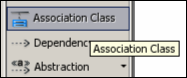 Association Class
Dependenc
Association Class
<a> Abstraction